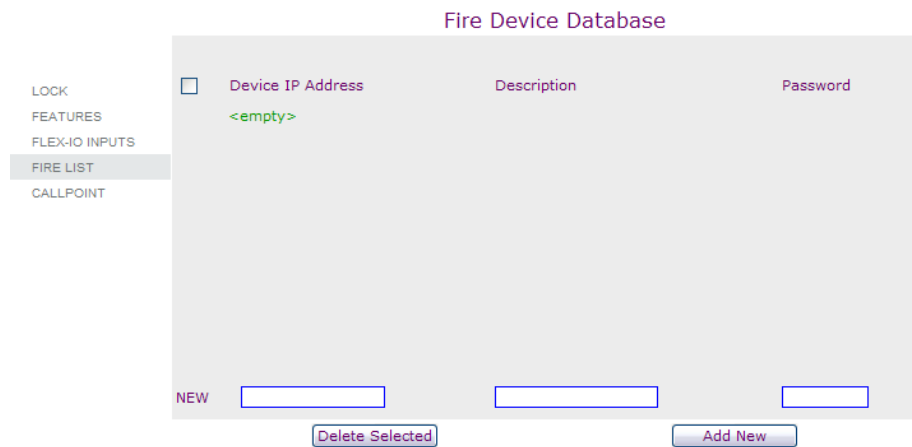 Fire Device Database
LOCK
FEATURES
FLEX-IO INPUTS
FIRE LIST
CALLPOINT
Device IP Address Description Password
<empty>
NEW
Delete Selected Add New